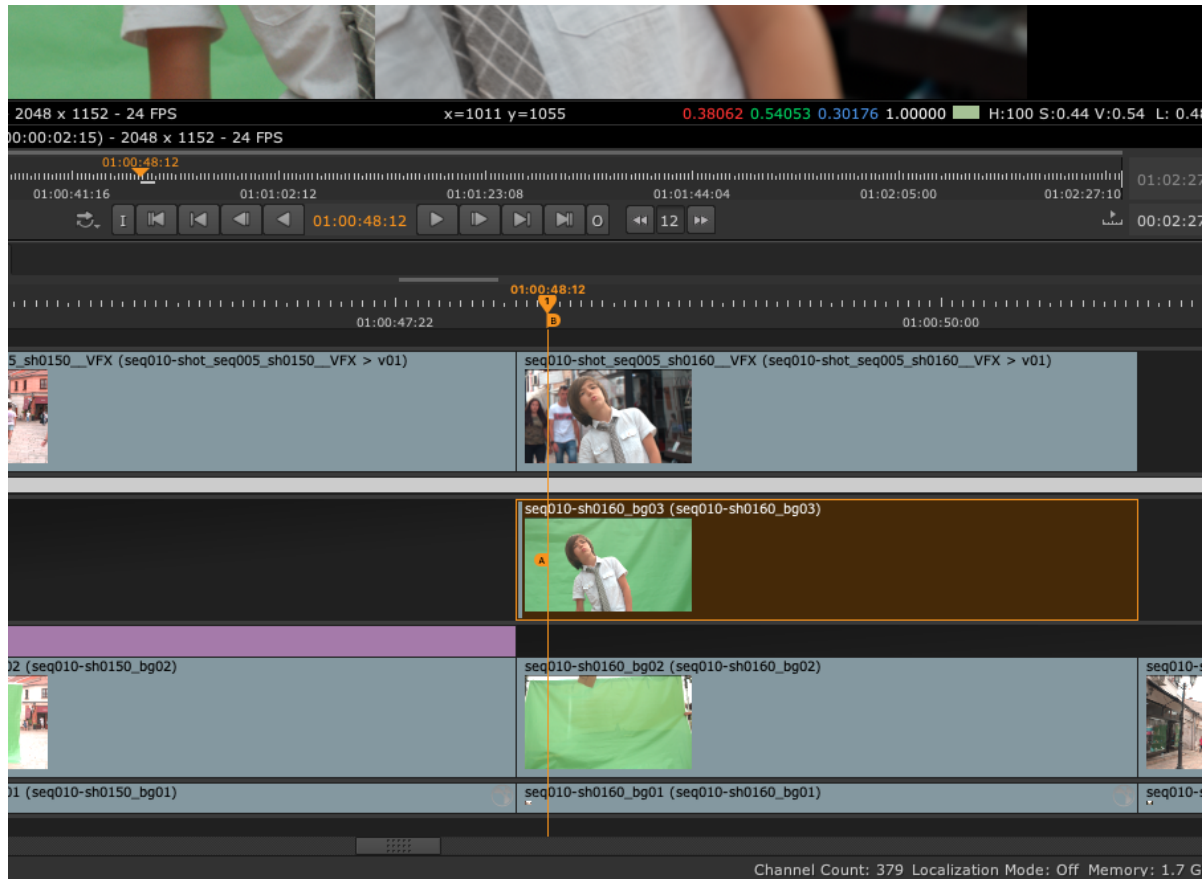 2048 x 1152 - 24 FPS x=1011 y=1055 0.38062 0.54053 0.30176 1.00000 H:100 S:0.44 V:0.54 L: 0.48
00:00:02:15) - 2048 x 1152 - 24 FPS
01:00:48:12
01:00:41:16 01:01:02:12 01:01:23:08 01:01:44:04 01:02:05:00 01:02:27:10 01:02:27
I 01:00:48:12 O 12 00:02:27
01:00:48:12
1
01:00:47:22 B 01:00:50:00
5_sh0150__VFX (seq010-shot_seq005_sh0150__VFX > v01) seq010-shot_seq005_sh0160__VFX (seq010-shot_seq005_sh0160__VFX > v01)
seq010-sh0160_bg03 (seq010-sh0160_bg03)
A
02 (seq010-sh0150_bg02) seq010-sh0160_bg02 (seq010-sh0160_bg02) seq010-s
01 (seq010-sh0150_bg01) seq010-sh0160_bg01 (seq010-sh0160_bg01) seq010-s
Channel Count: 379 Localization Mode: Off Memory: 1.7 G